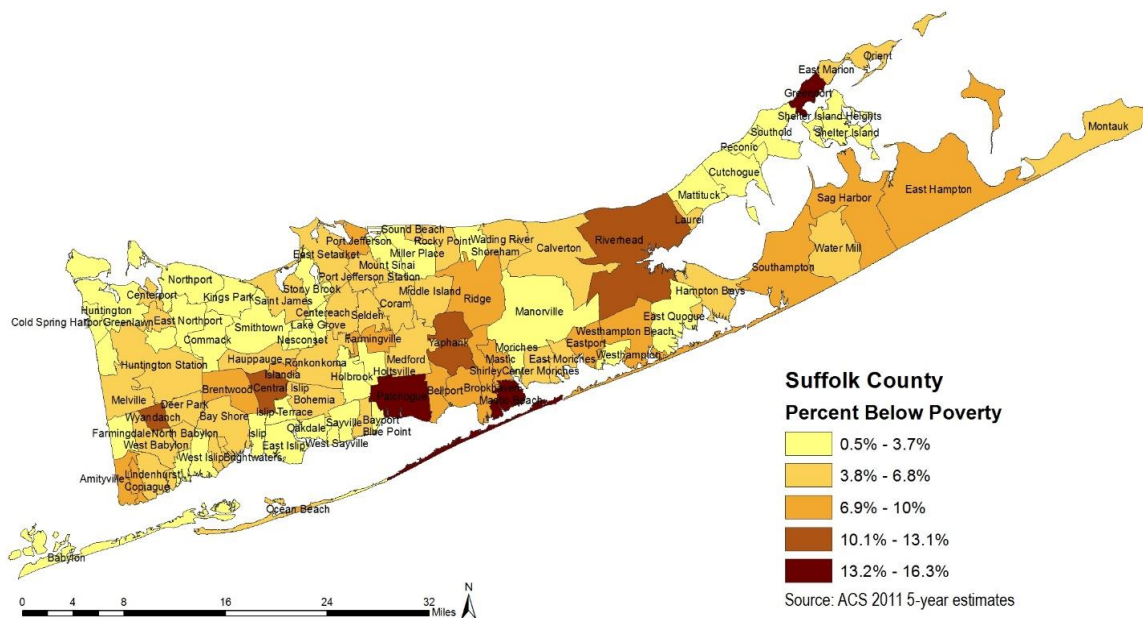 Orient
East Marion
Greenport
Shelter Island Heights
Southold
Shelter Island
Montauk
Peconic
Cutchogue
Mattituck
East Hampton
Sag Harbor
Laurel
Sound Beach
Port Jefferson
Rocky Point
Wading River
Riverhead
East Setauket
Miller Place
Shoreham
Calverton
Water Mill
Mount Sinai
Southampton
Northport
Port Jefferson Station
Stony Brook
Middle Island
Ridge
Hampton Bays
Centerport
Kings Park
Saint James
Coram
Huntington
Centereach
Selden
Manorville
East Quogue
Cold Spring Harbor
Greenlawn
East Northport
Smithtown
Lake Grove
Nesconset
Farmingville
Yaphank
Westhampton Beach
Commack
Moriches
Eastport
Hauppauge
Ronkonkoma
Medford
Mastic
East Moriches
Westhampton
Huntington Station
Islandia
Holbrook
Holtsville
Shirley
Center Moriches
Brentwood
Central Islip
Bohemia
Patchogue
Bellport
Brookhaven
Melville
Deer Park
Mastic Beach
Wyandanch
Bay Shore
Islip Terrace
Sayville
Bayport
Farmingdale
North Babylon
Islip
Oakdale
Blue Point
West Babylon
East Islip
West Sayville
West Islip
Brightwaters
Amityville
Lindenhurst
Copiague
Ocean Beach
Babylon
Suffolk County
Percent Below Poverty
0.5% - 3.7%
3.8% - 6.8%
6.9% - 10%
10.1% - 13.1%
13.2% - 16.3%
Source: ACS 2011 5-year estimates
N
0 4 8 16 24 32
Miles